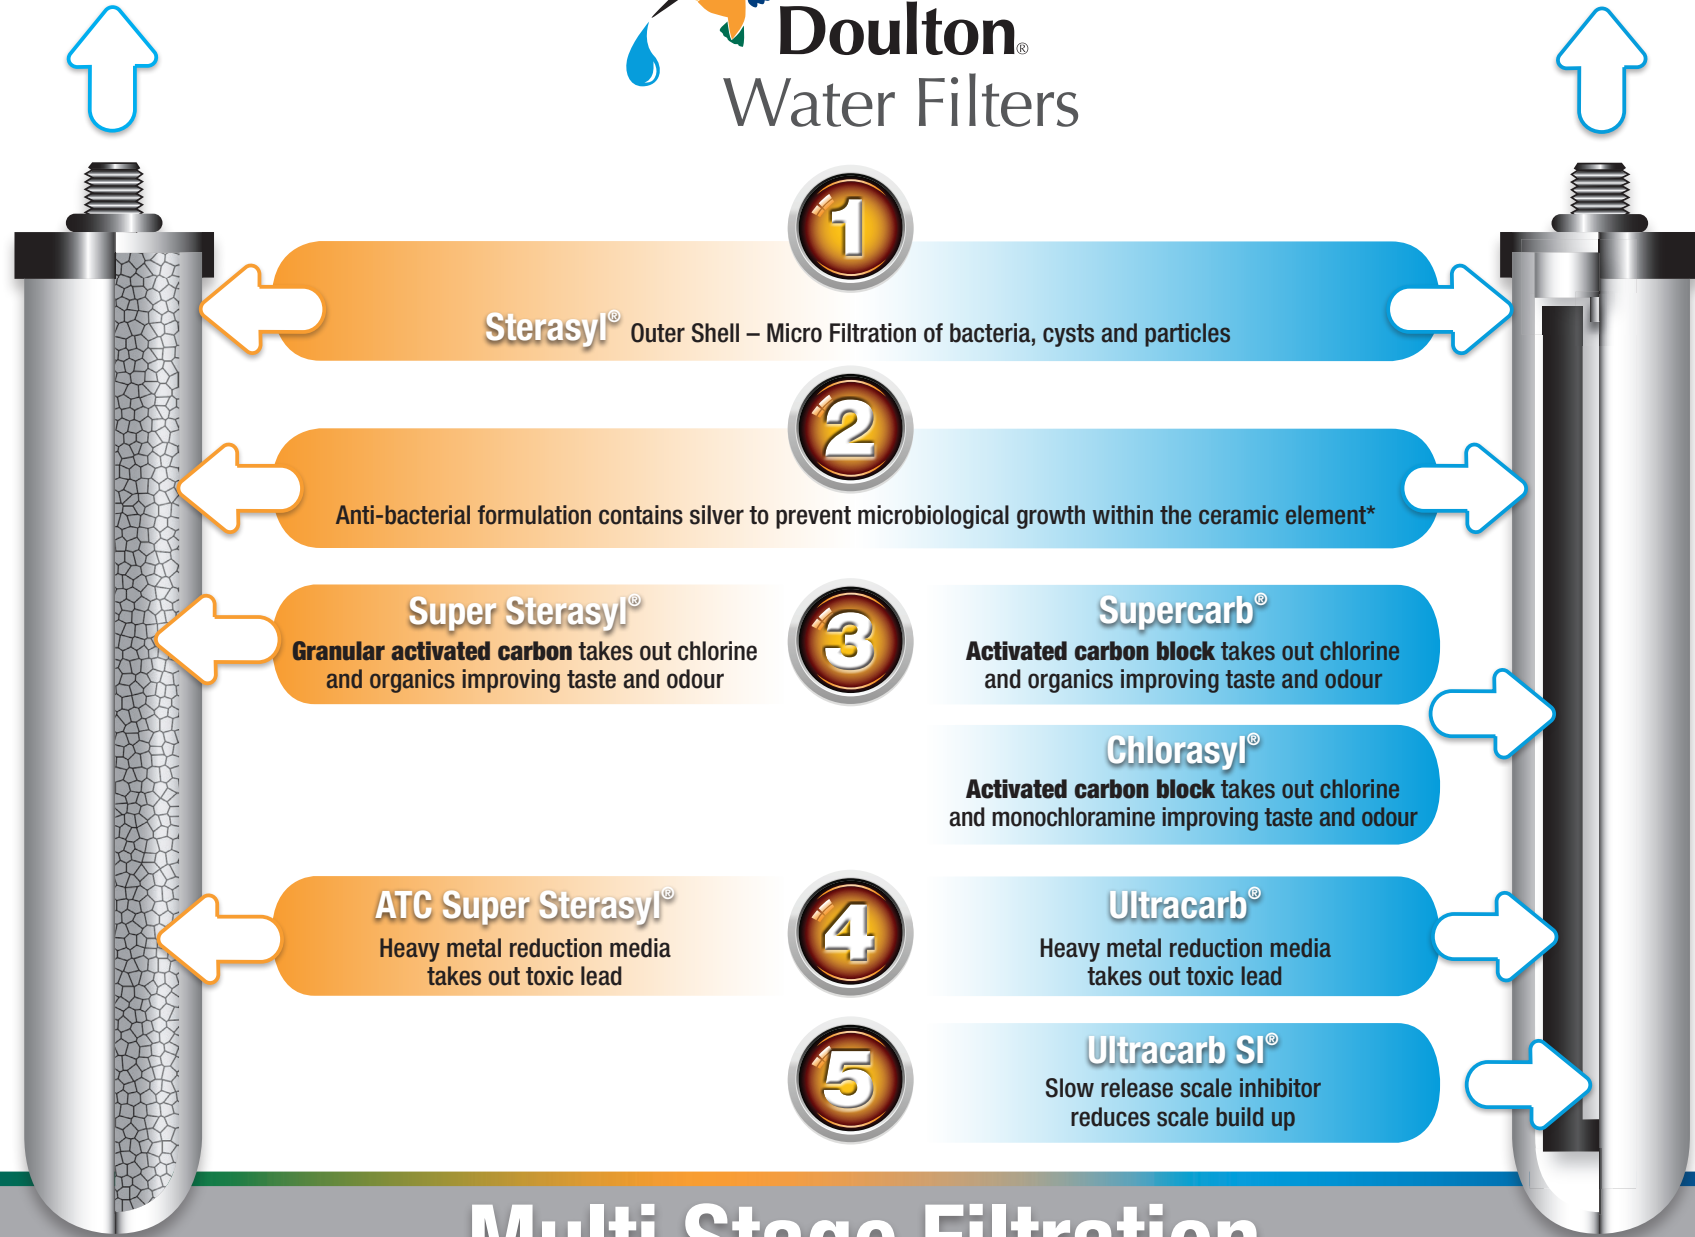 Doulton®
Water Filters
1
Sterasyl® Outer Shell – Micro Filtration of bacteria, cysts and particles
2
Anti-bacterial formulation contains silver to prevent microbiological growth within the ceramic element*
3
Super Sterasyl®
Granular activated carbon takes out chlorine
and organics improving taste and odour
Supercarb®
Activated carbon block takes out chlorine
and organics improving taste and odour
Chlorasyl®
Activated carbon block takes out chlorine
and monochloramine improving taste and odour
4
ATC Super Sterasyl®
Heavy metal reduction media
takes out toxic lead
Ultracarb®
Heavy metal reduction media
takes out toxic lead
5
Ultracarb SI®
Slow release scale inhibitor
reduces scale build up
Multi Stage Filtration